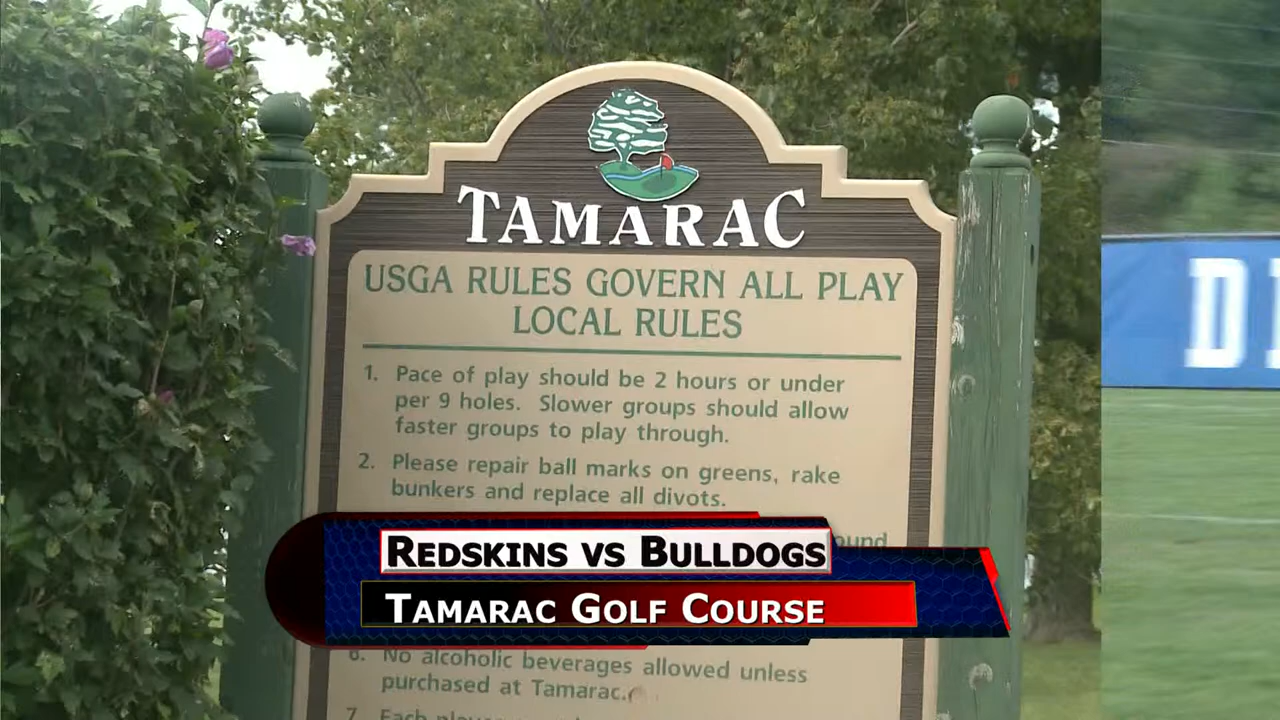 TAMARAC
USGA RULES GOVERN ALL PLAY
LOCAL RULES
1. Pace of play should be 2 hours or under
per 9 holes. Slower groups should allow
faster groups to play through.
2. Please repair ball marks on greens, rake
bunkers and replace all divots.
REDSKINS VS BULLDOGS
TAMARAC GOLF COURSE
6. No alcoholic beverages allowed unless
purchased at Tamarac.
7. Each